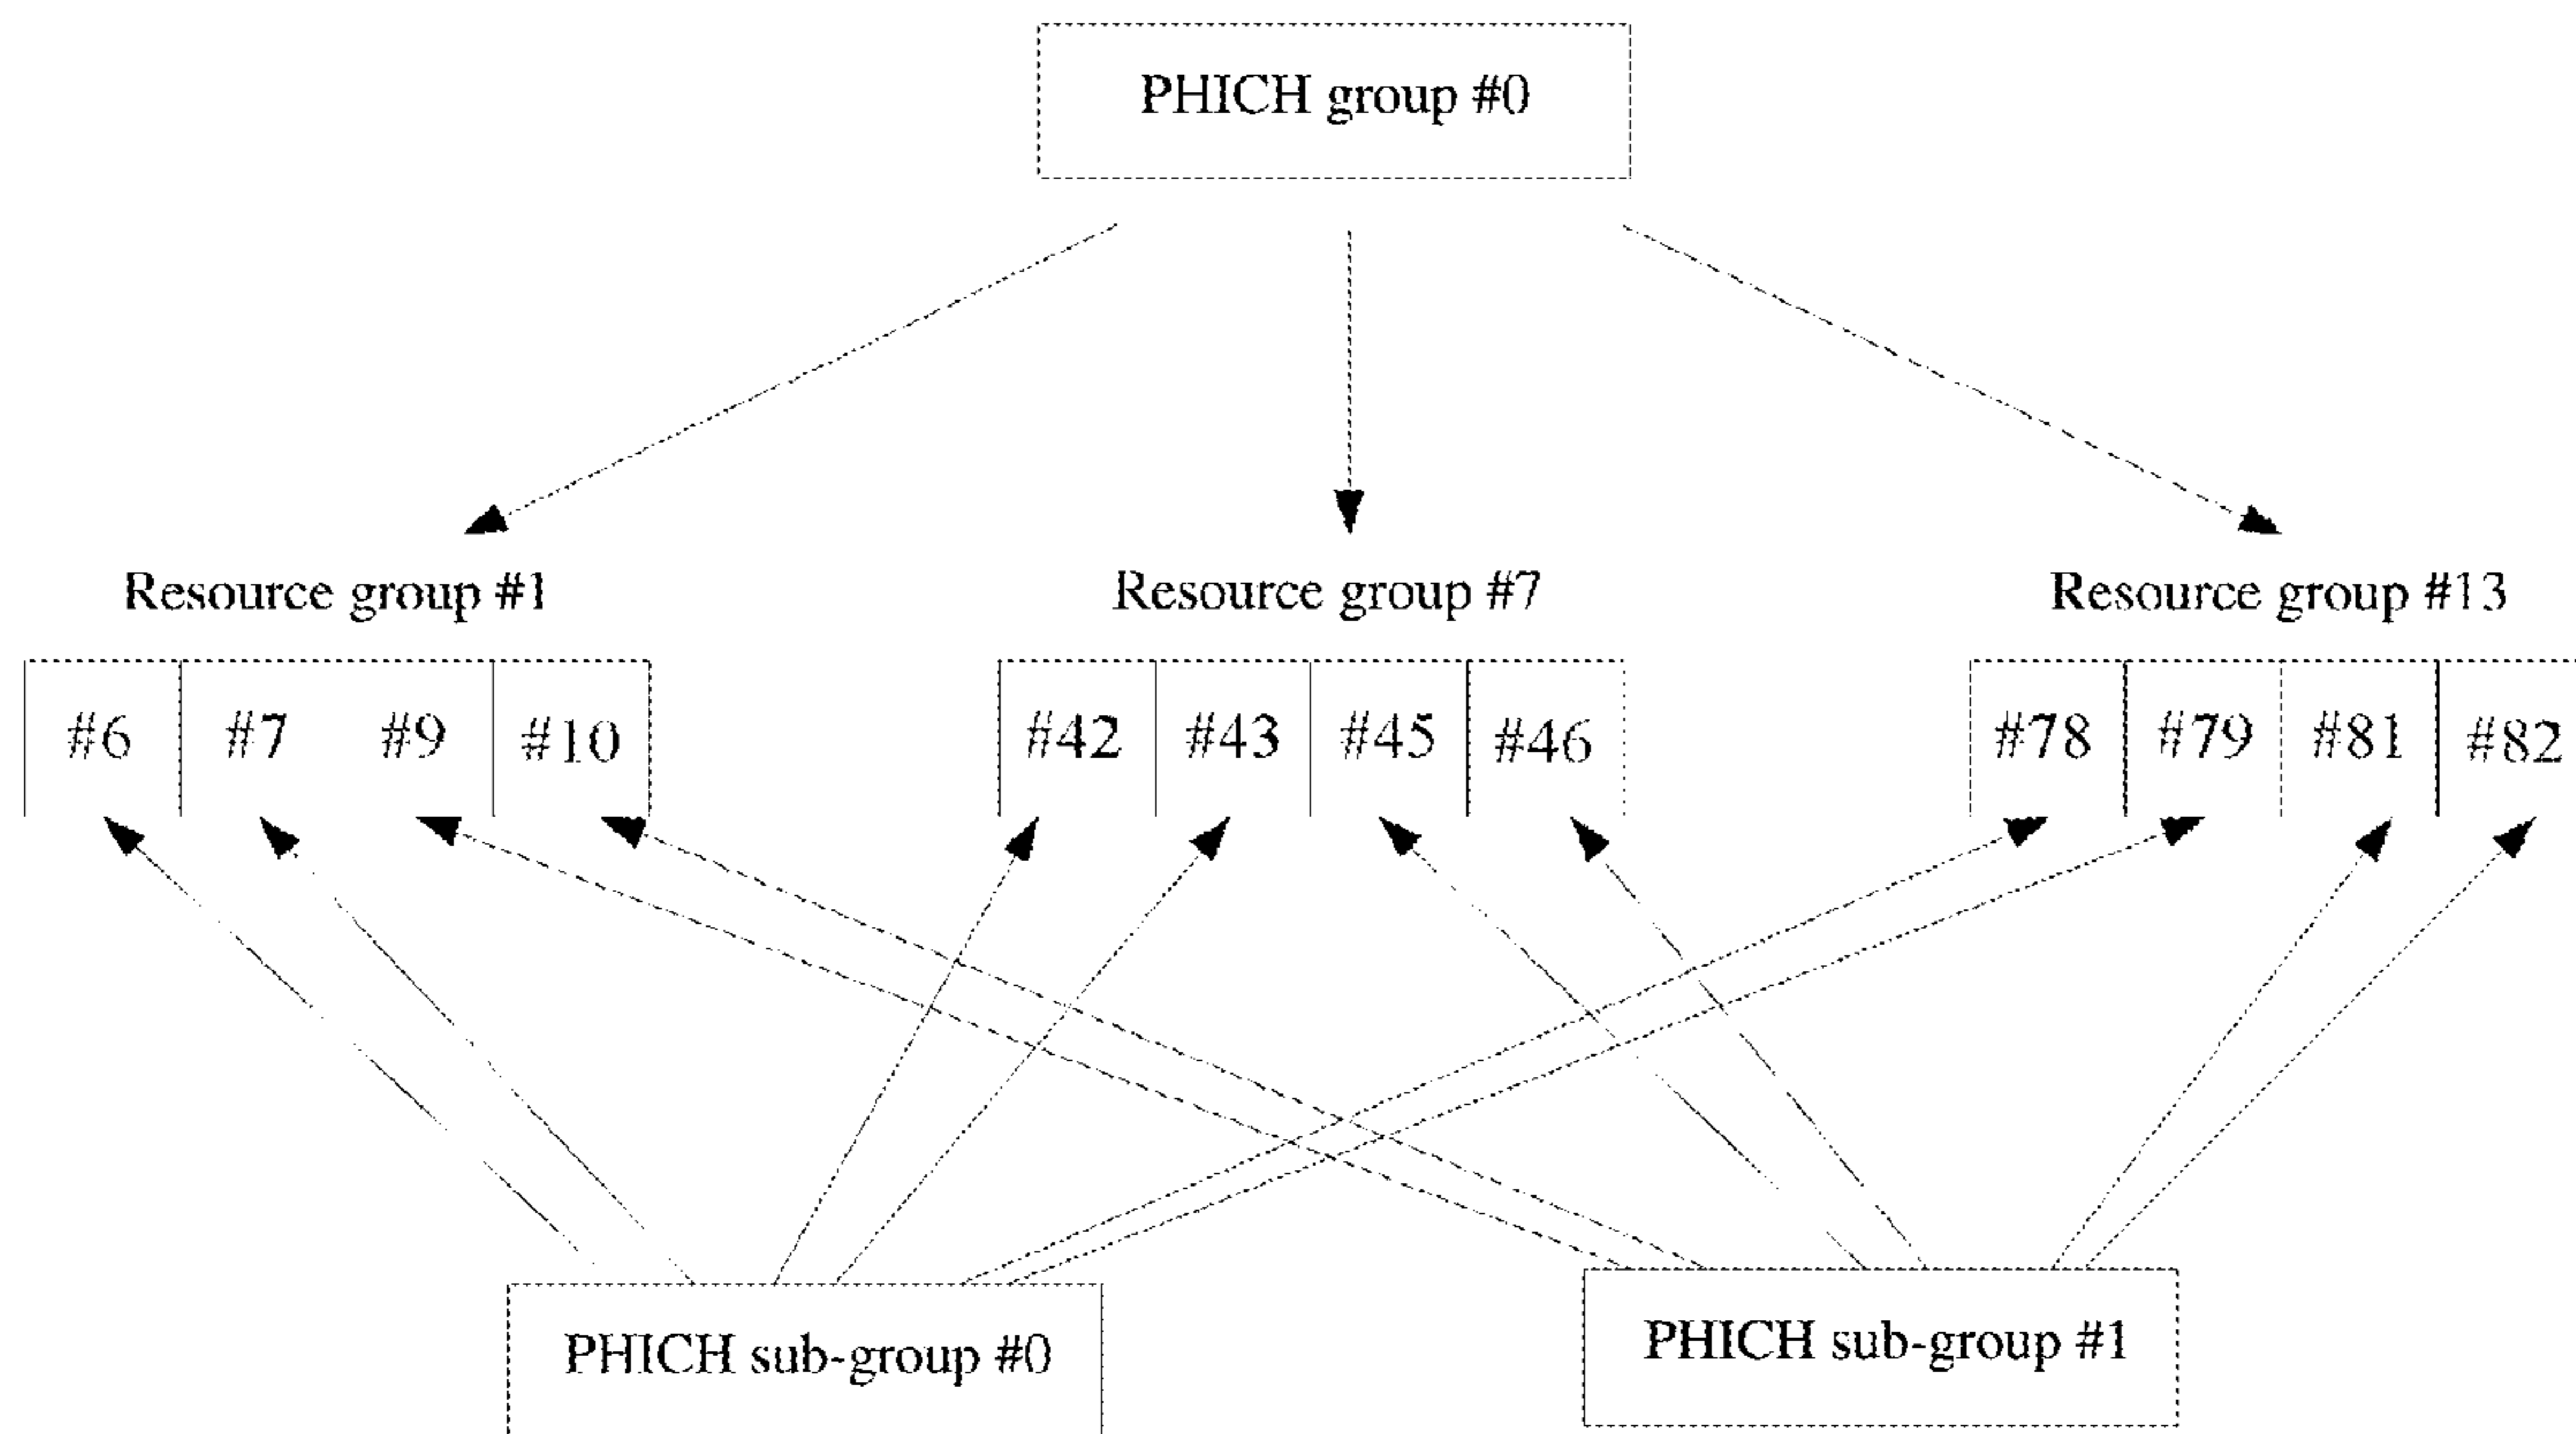 PHICH group #0
Resource group #1 Resource group #7 Resource group #13
#6 #7 #9 #10 #42 #43 #45 #46 #78 #79 #81 #82
PHICH sub-group #0 PHICH sub-group #1